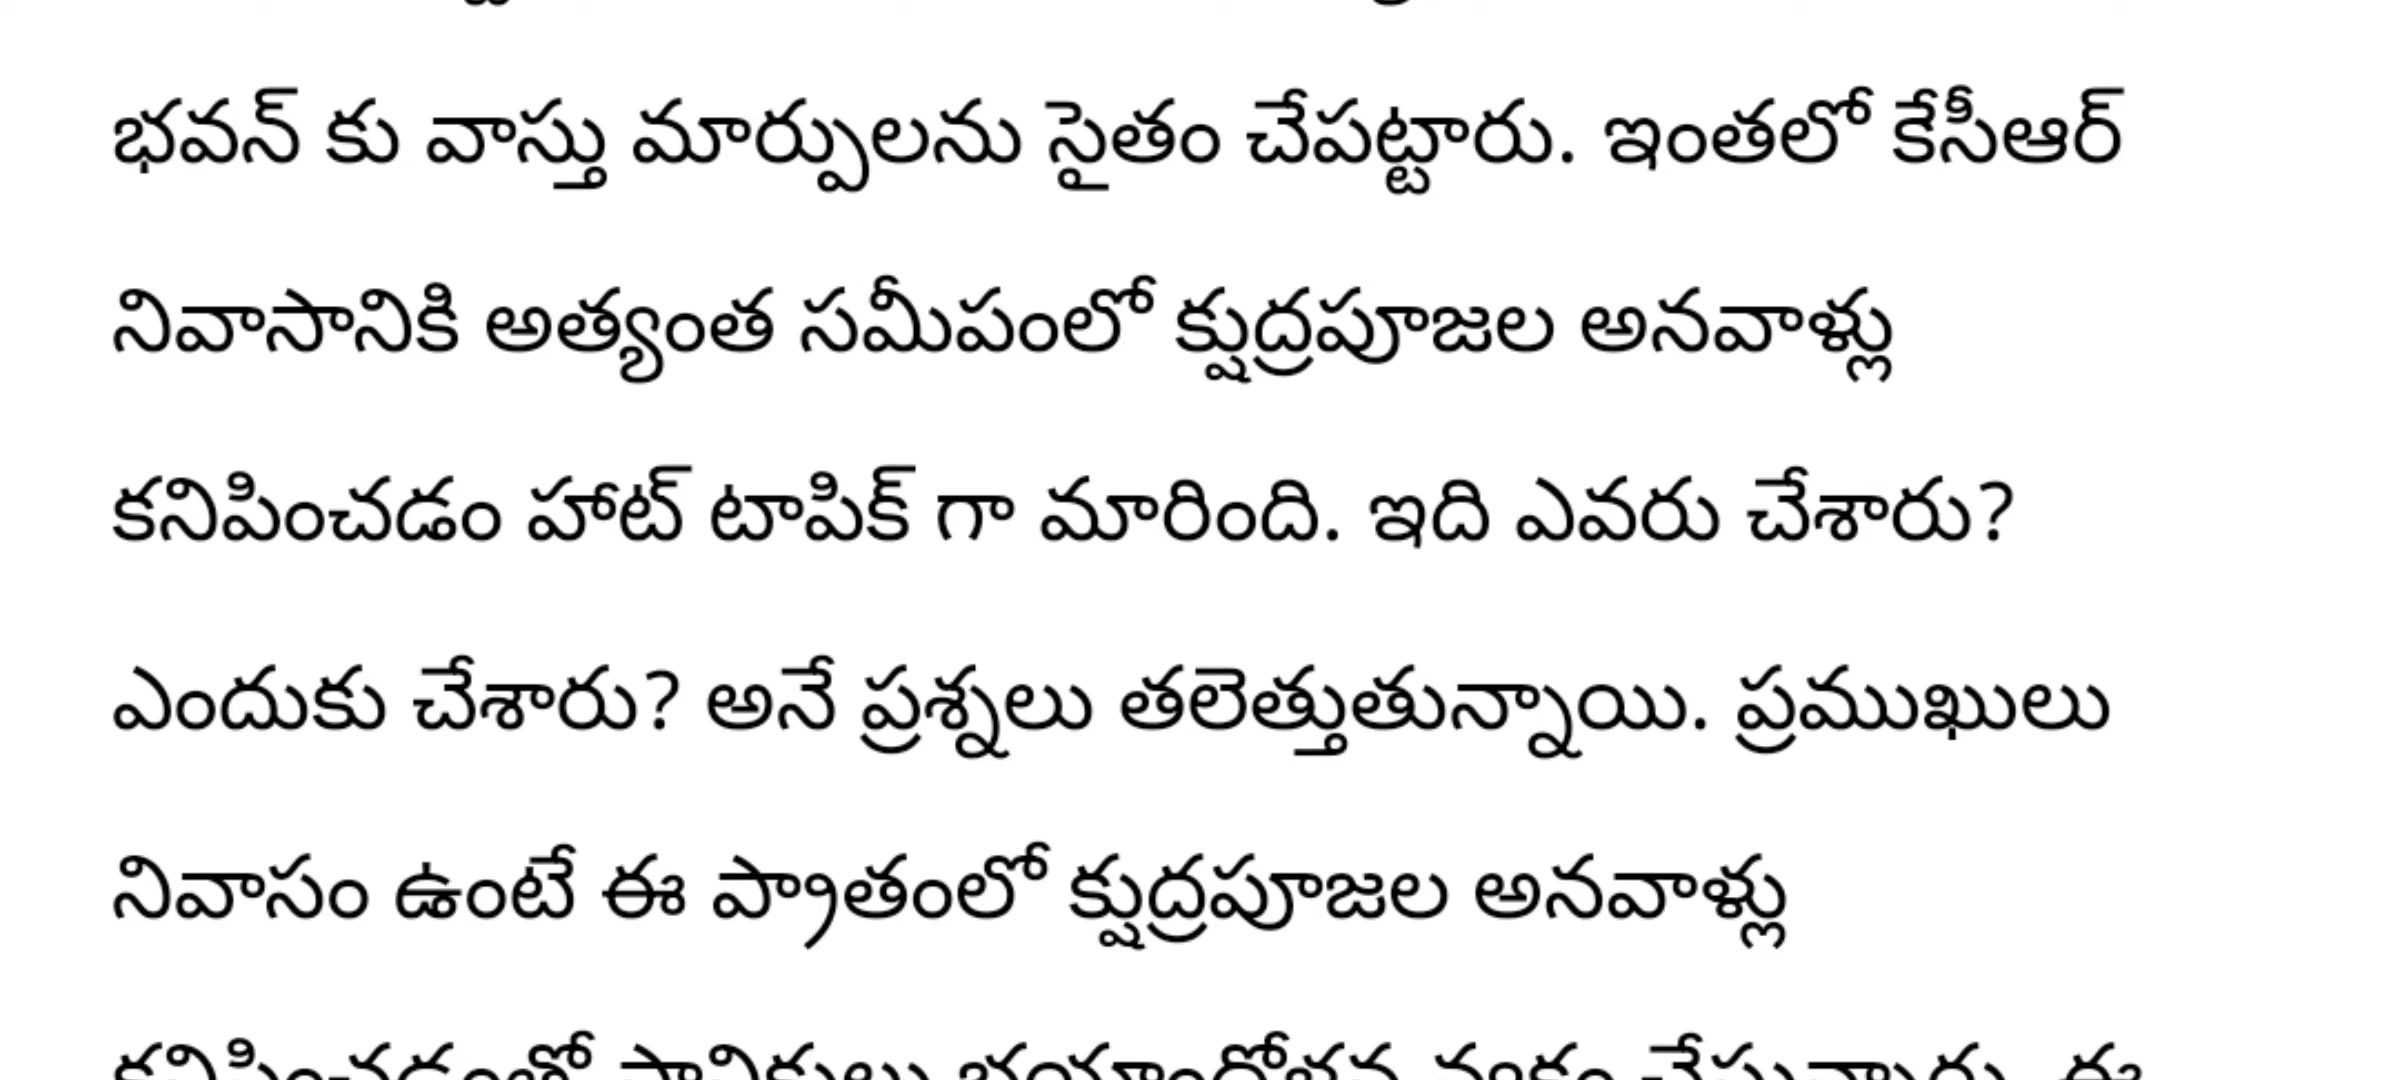 భవన్ కు వాస్తు మార్పులను సైతం చేపట్టారు. ఇంతలో కేసీఆర్
నివాసానికి అత్యంత సమీపంలో క్షుద్రపూజల అనవాళ్లు
కనిపించడం హాట్ టాపిక్ గా మారింది. ఇది ఎవరు చేశారు?
ఎందుకు చేశారు? అనే ప్రశ్నలు తలెత్తుతున్నాయి. ప్రముఖులు
నివాసం ఉంటే ఈ ప్రాతంలో క్షుద్రపూజల అనవాళ్లు